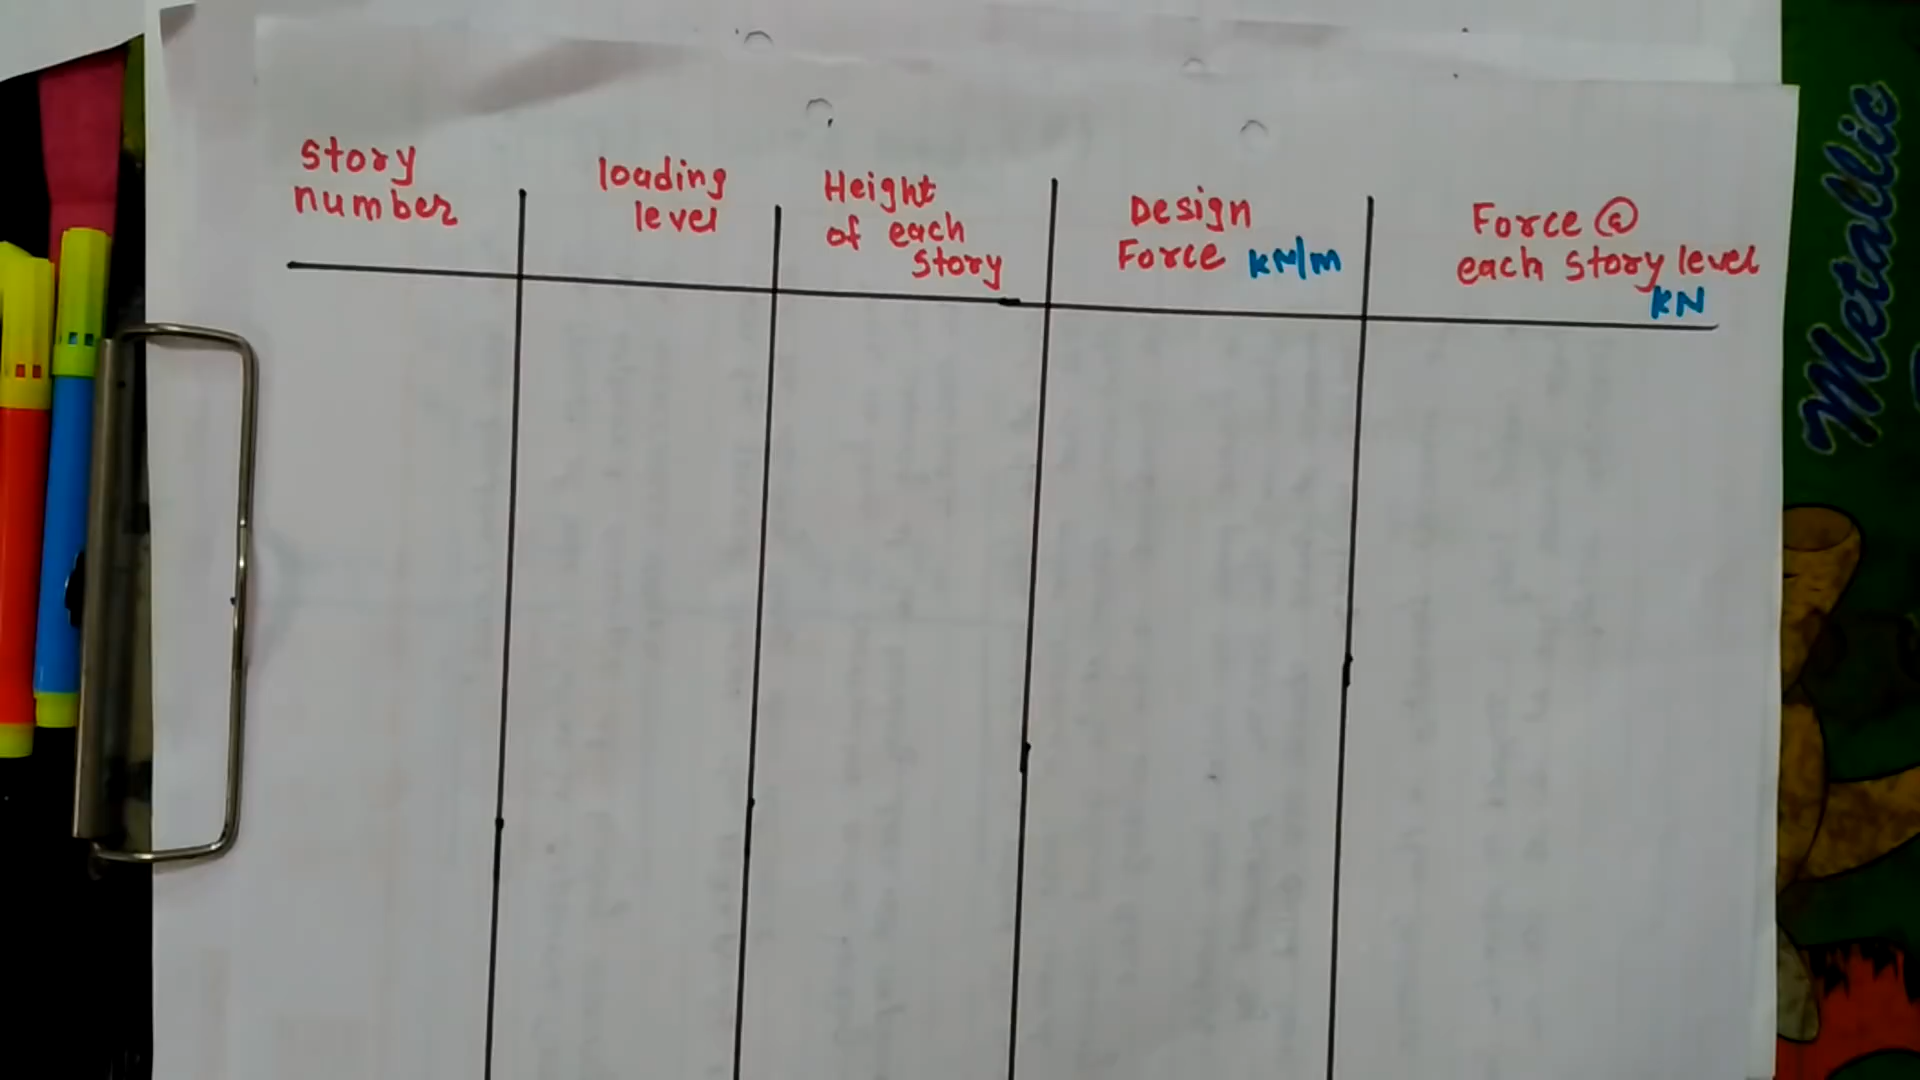 story
number
loading
level
Height
of each
story
Design
Force kN/m
Force @
each story level
kN
Metallic